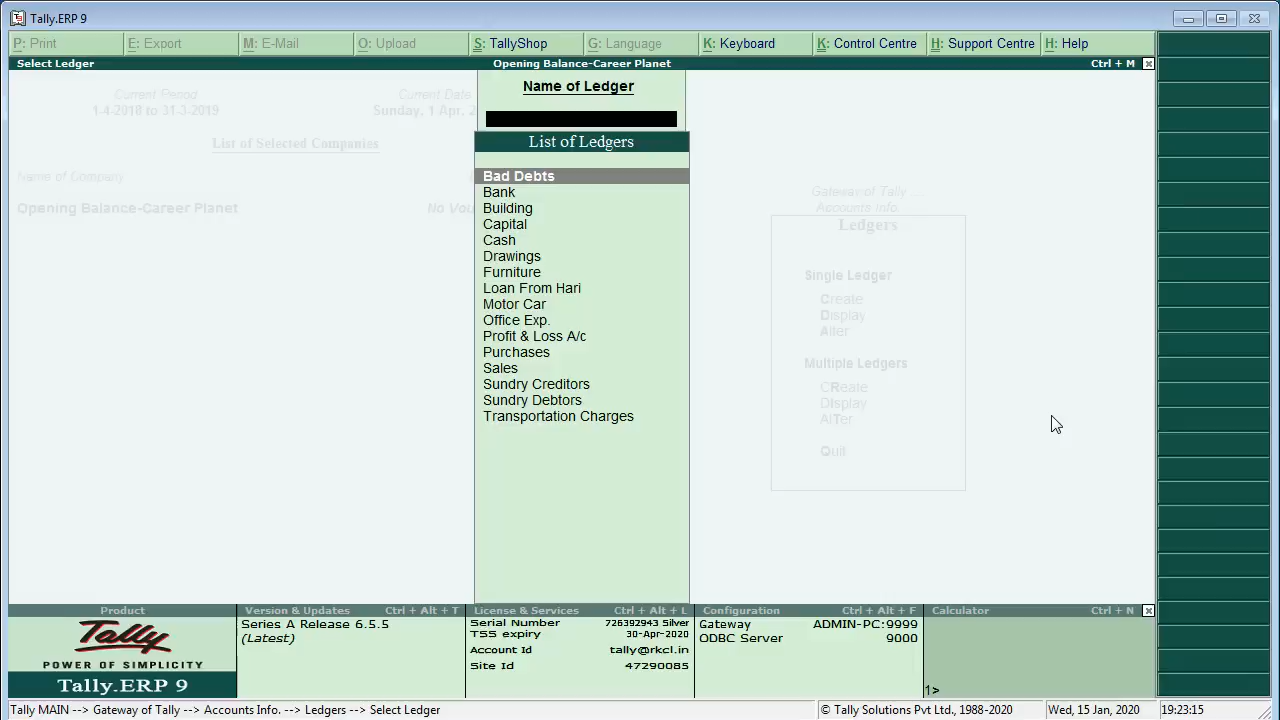 Tally.ERP 9
P: Print
E: Export
M: E-Mail
O: Upload
S: TallyShop
G: Language
K: Keyboard
K: Control Centre
H: Support Centre
H: Help
Select Ledger
Opening Balance-Career Planet
Ctrl + M
Current Period
1-4-2018 to 31-3-2019
Current Date
Sunday, 1 Apr, 2
List of Selected Companies
Name of Company
Opening Balance-Career Planet
No Vou
Name of Ledger
List of Ledgers
Bad Debts
Bank
Building
Capital
Cash
Drawings
Furniture
Loan From Hari
Motor Car
Office Exp.
Profit & Loss A/c
Purchases
Sales
Sundry Creditors
Sundry Debtors
Transportation Charges
Gateway of Tally .....
Accounts Info.
Ledgers
Single Ledger
Create
Display
Alter
Multiple Ledgers
CReate
DIsplay
AlTer
Quit
Product
Tally
POWER OF SIMPLICITY
Tally.ERP 9
Version & Updates Ctrl + Alt + T
Series A Release 6.5.5
(Latest)
License & Services Ctrl + Alt + L
Serial Number 726392943 Silver
TSS expiry 30-Apr-2020
Account Id tally@rkcl.in
Site Id 47290085
Configuration Ctrl + Alt + F
Gateway ADMIN-PC:9999
ODBC Server 9000
Calculator Ctrl + N
1>
Tally MAIN --> Gateway of Tally --> Accounts Info. --> Ledgers --> Select Ledger
© Tally Solutions Pvt Ltd., 1988-2020
Wed, 15 Jan, 2020
19:23:15